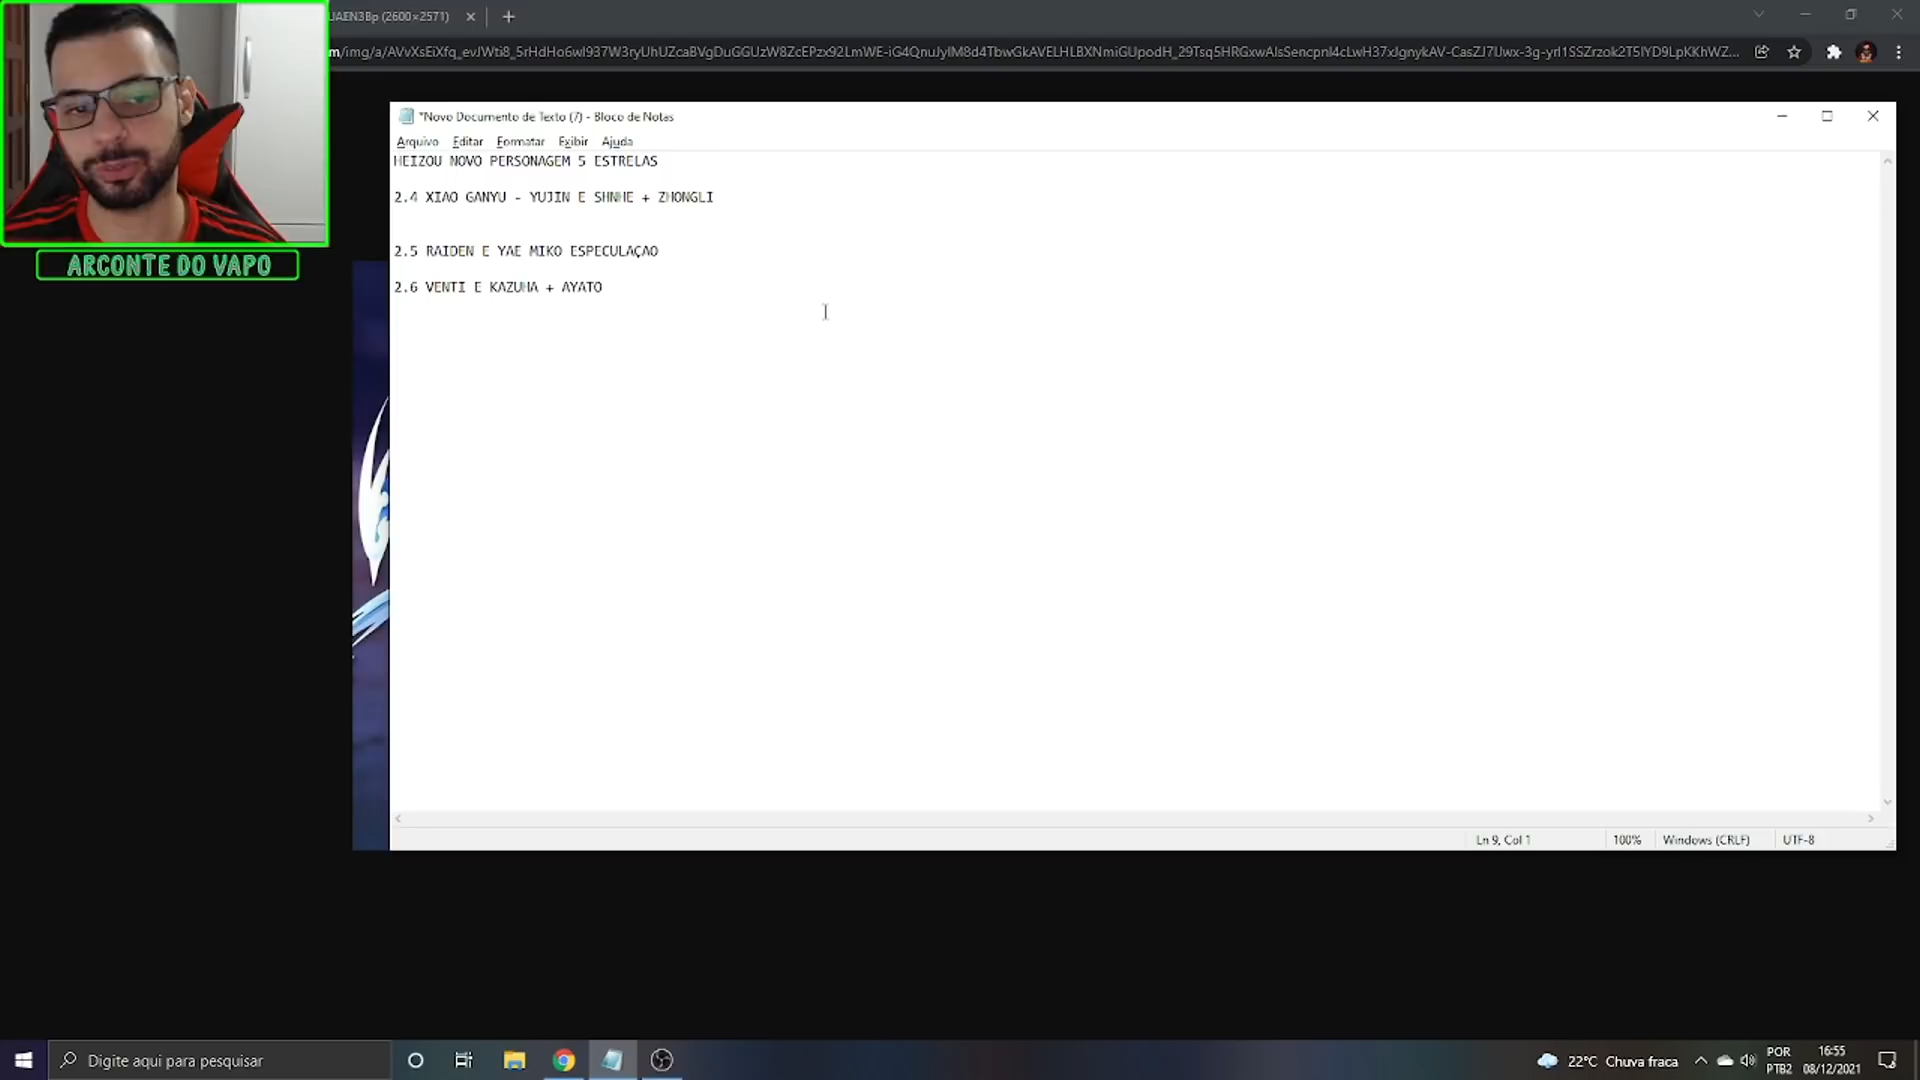 JAEN3Bp (2600×2571)
ARCONTE DO VAPO
*Novo Documento de Texto (7) - Bloco de Notas
Arquivo Editar Formatar Exibir Ajuda
HEIZOU NOVO PERSONAGEM 5 ESTRELAS
2.4 XIAO GANYU - YUJIN E SHNHE + ZHONGLI
2.5 RAIDEN E YAE MIKO ESPECULAÇAO
2.6 VENTI E KAZUHA + AYATO
Ln 9, Col 1 100% Windows (CRLF) UTF-8
Digite aqui para pesquisar
22°C Chuva fraca
POR
PTB2
16:55
08/12/2021